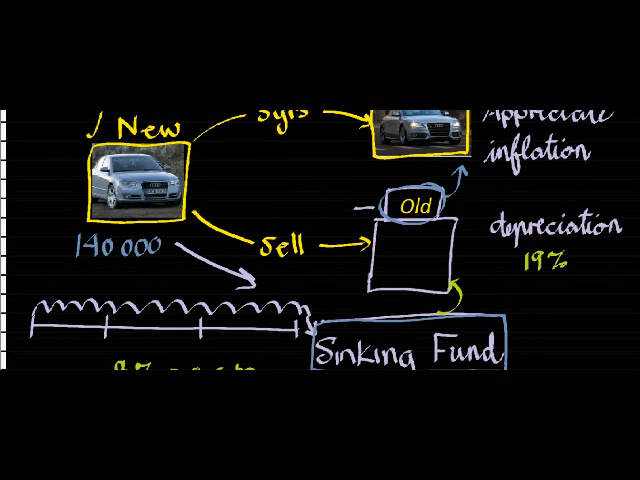 5yrs
Appreciate
New
inflation
Old
140 000
sell
depreciation
19%
Sinking Fund